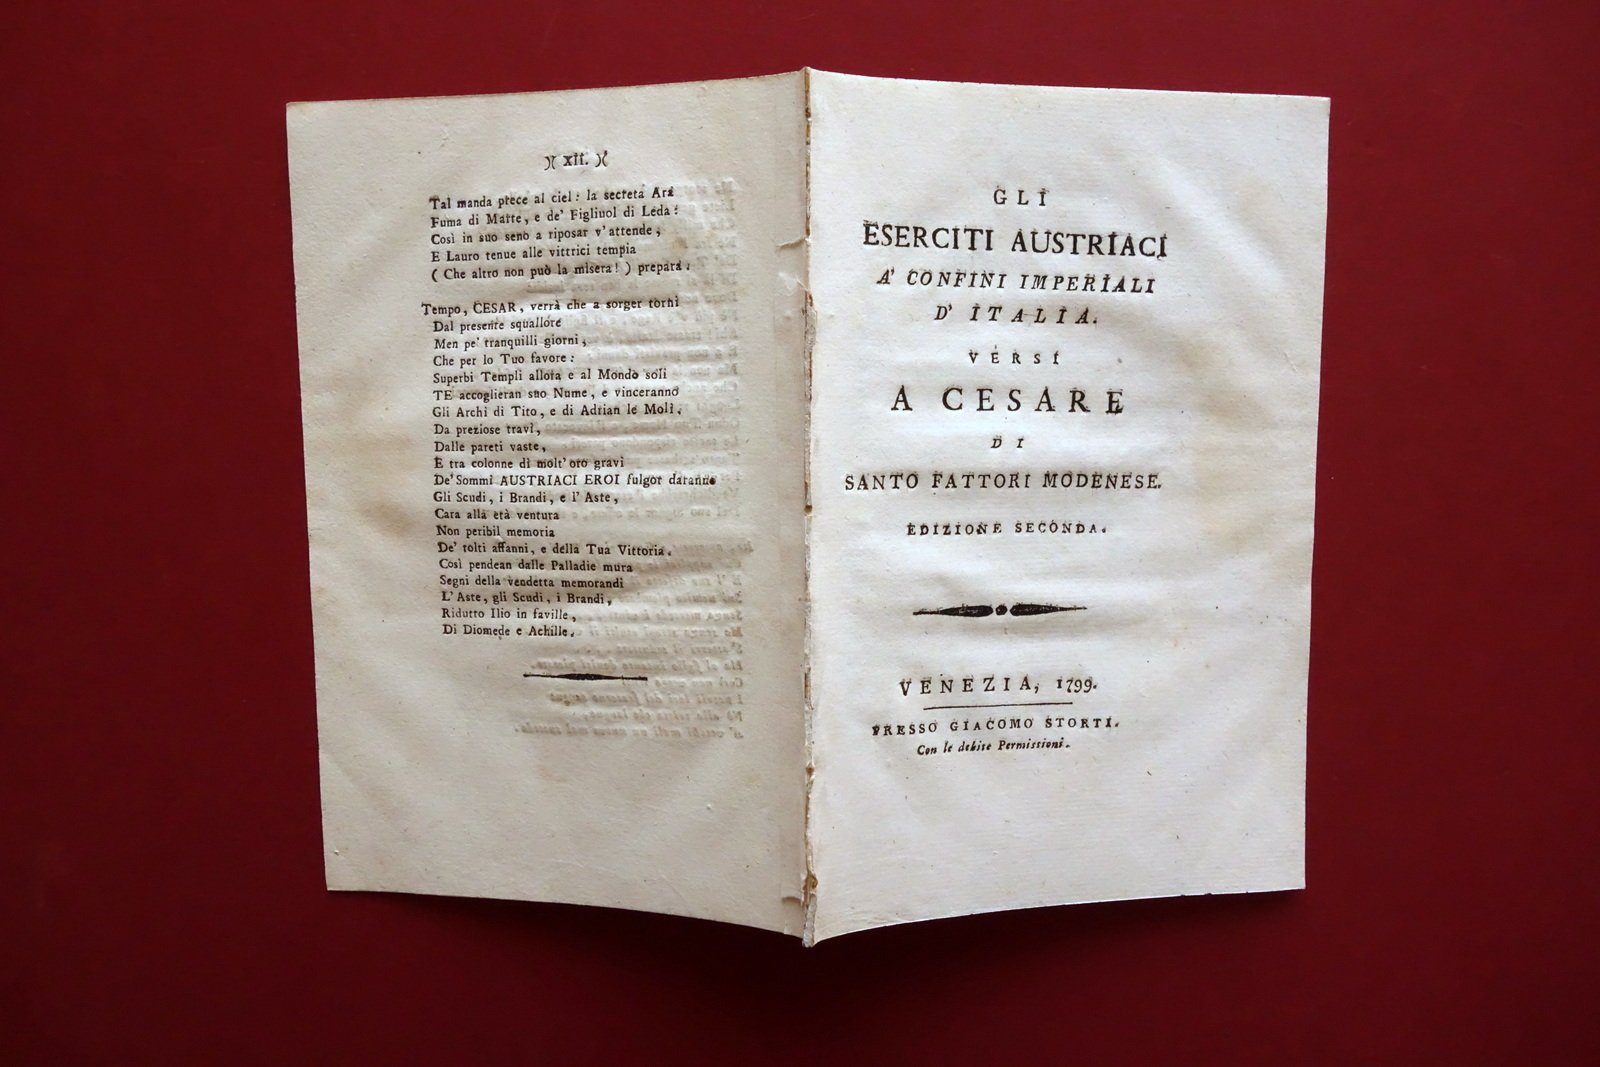 )( xii. )(
Tal manda prece al ciel: la secreta Ara
Fuma di Marte, e de' Figliuol di Leda:
Così in suo seno a riposar v'attende,
E Lauro tenue alle vittrici tempia
( Che altro non può la misera! ) prepara.
Tempo, CESAR, verrà che a sorger torni
Dal presente squallore
Men pe' tranquilli giorni,
Che per lo Tuo favore:
Superbi Templi allora e al Mondo soli
TE accoglieran suo Nume, e vinceranno
Gli Archi di Tito, e di Adrian le Moli.
Da preziose travi,
Dalle pareti vaste,
E tra colonne di molt' oro gravi
De' Sommi AUSTRIACI EROI fulgor daranno
Gli Scudi, i Brandi, e l' Aste,
Cara alla età ventura
Non peribil memoria
De' tolti affanni, e della Tua Vittoria.
Così pendean dalle Palladie mura
Segni della vendetta memorandi
L' Aste, gli Scudi, i Brandi,
Ridutto Ilio in faville,
Di Diomede e Achille.
GLI
ESERCITI AUSTRIACI
A' CONFINI IMPERIALI
D' ITALIA.
VERSI
A CESARE
DI
SANTO FATTORI MODENESE.
EDIZIONE SECONDA.
VENEZIA, 1799.
PRESSO GIACOMO STORTI.
Con le debite Permissioni.